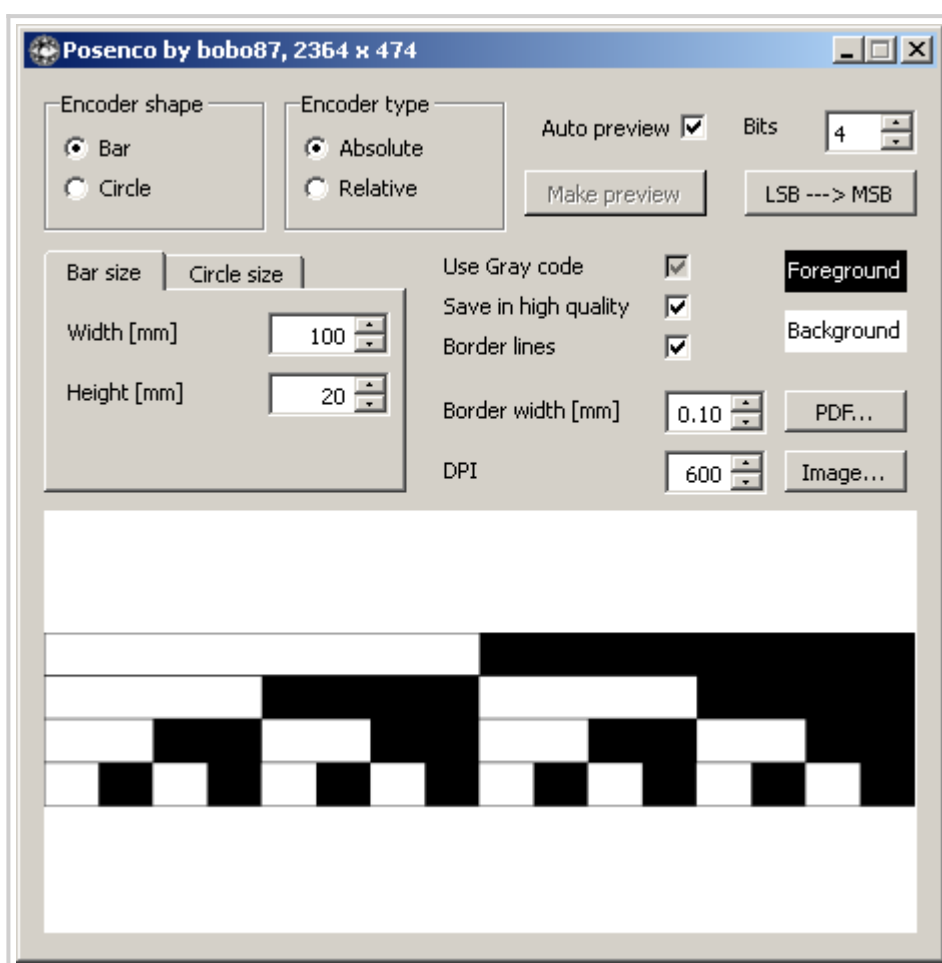 Posenco by bobo87, 2364 x 474
Encoder shape
Bar
Circle
Encoder type
Absolute
Relative
Auto preview
Bits
4
Make preview
LSB ---> MSB
Bar size
Circle size
Width [mm]
100
Height [mm]
20
Use Gray code
Save in high quality
Border lines
Border width [mm]
0.10
DPI
600
Foreground
Background
PDF...
Image...